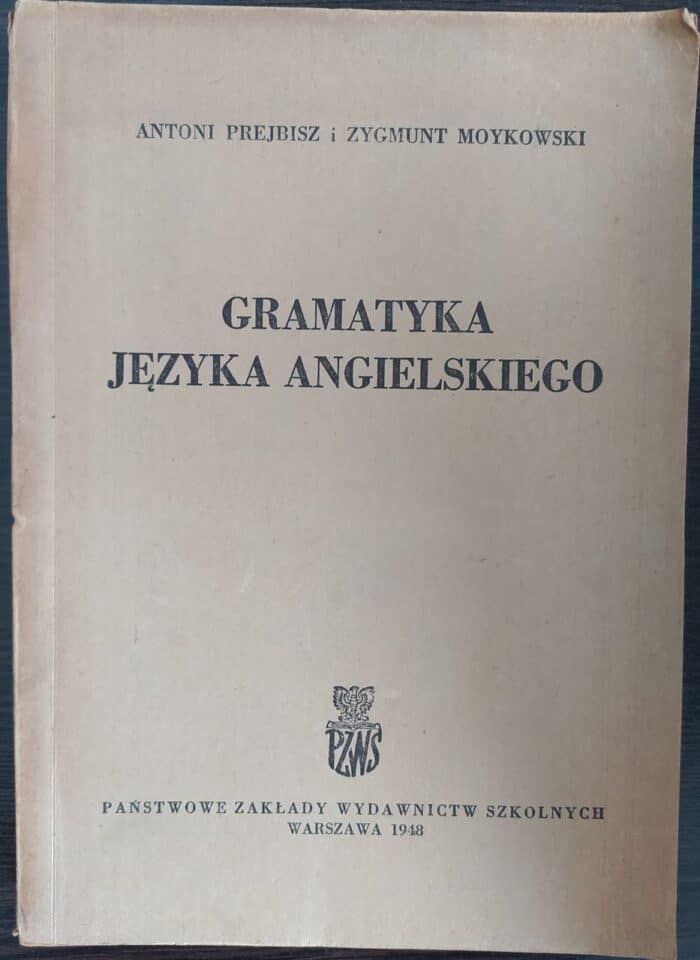 ANTONI PREJBISZ i ZYGMUNT MOYKOWSKI
GRAMATYKA
JĘZYKA ANGIELSKIEGO
PZWS
PAŃSTWOWE ZAKŁADY WYDAWNICTW SZKOLNYCH
WARSZAWA 1948